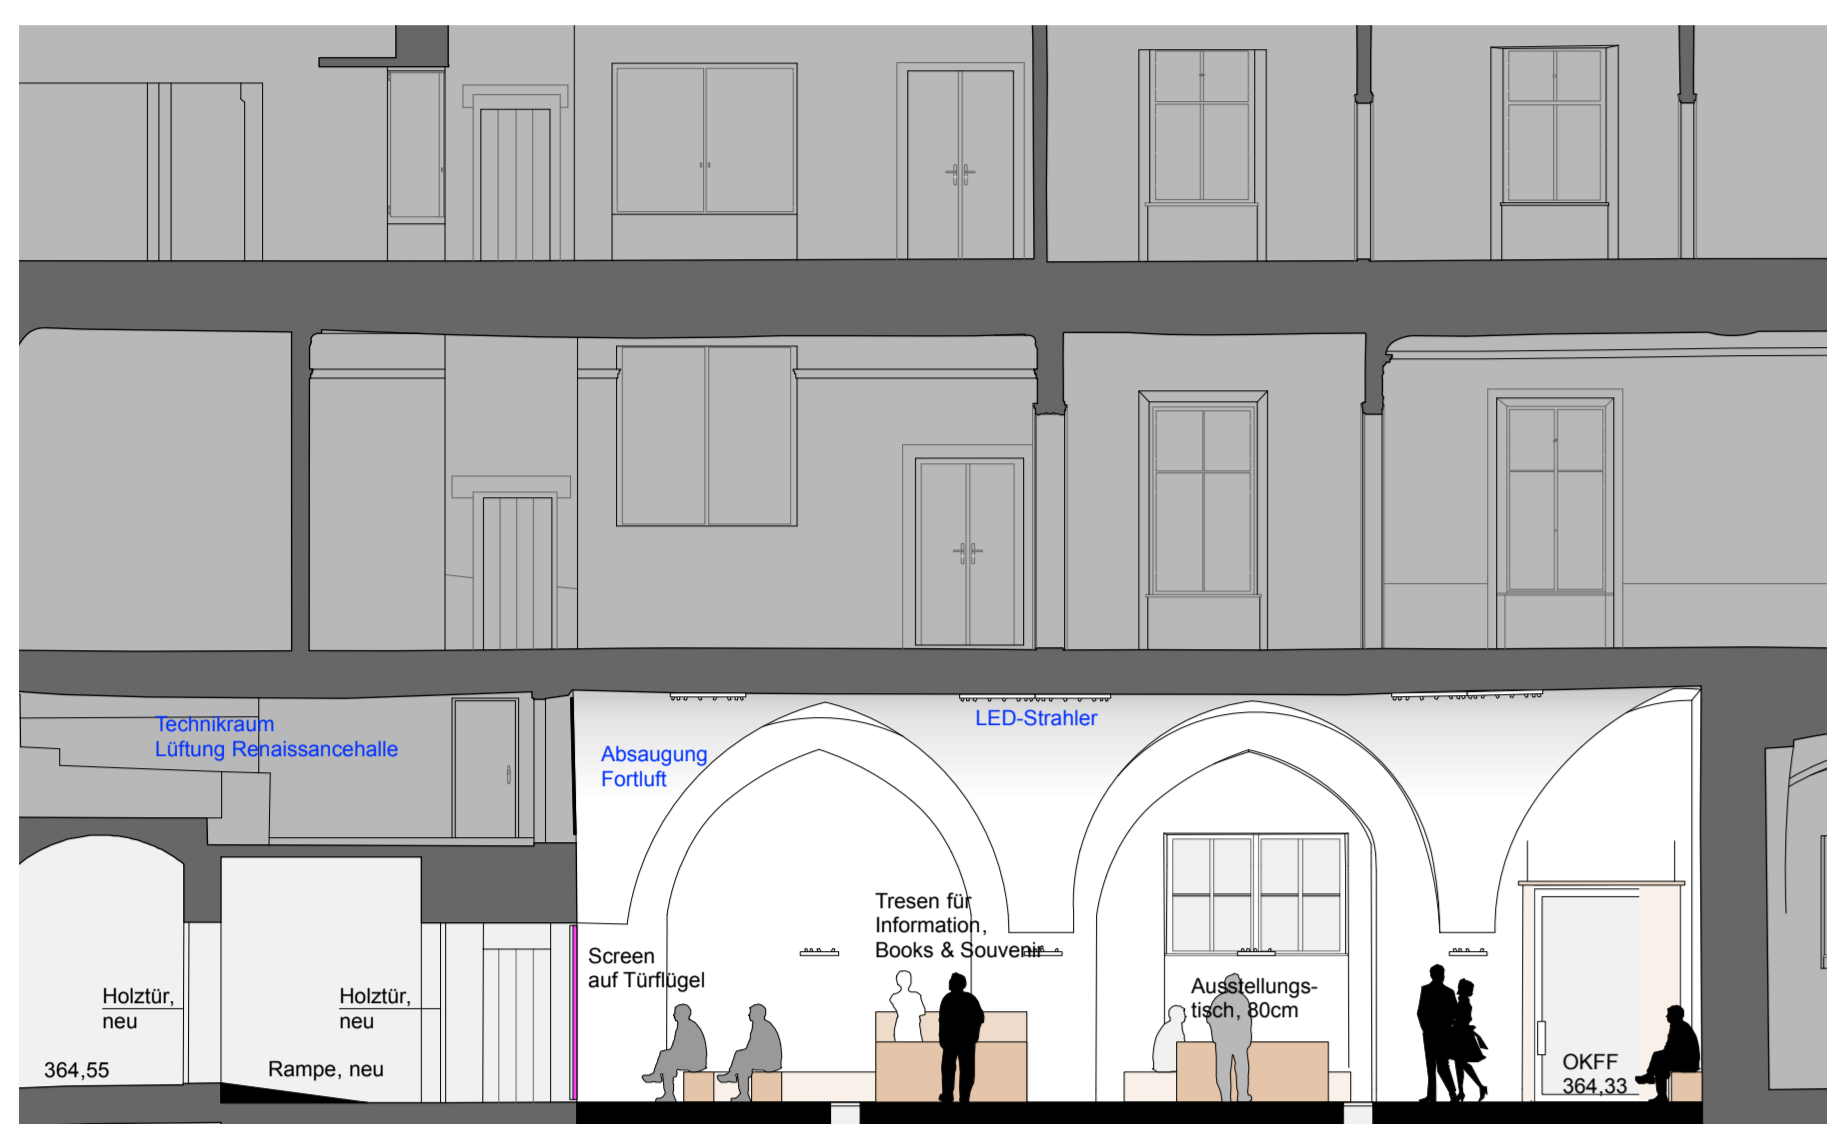 Technikraum
Lüftung Renaissancehalle
LED-Strahler
Absaugung
Fortluft
Tresen für
Information,
Books & Souvenir
Screen
auf Türflügel
Ausstellungs-
tisch, 80cm
Holztür,
neu
Holztür,
neu
364,55
Rampe, neu
OKFF
364,33